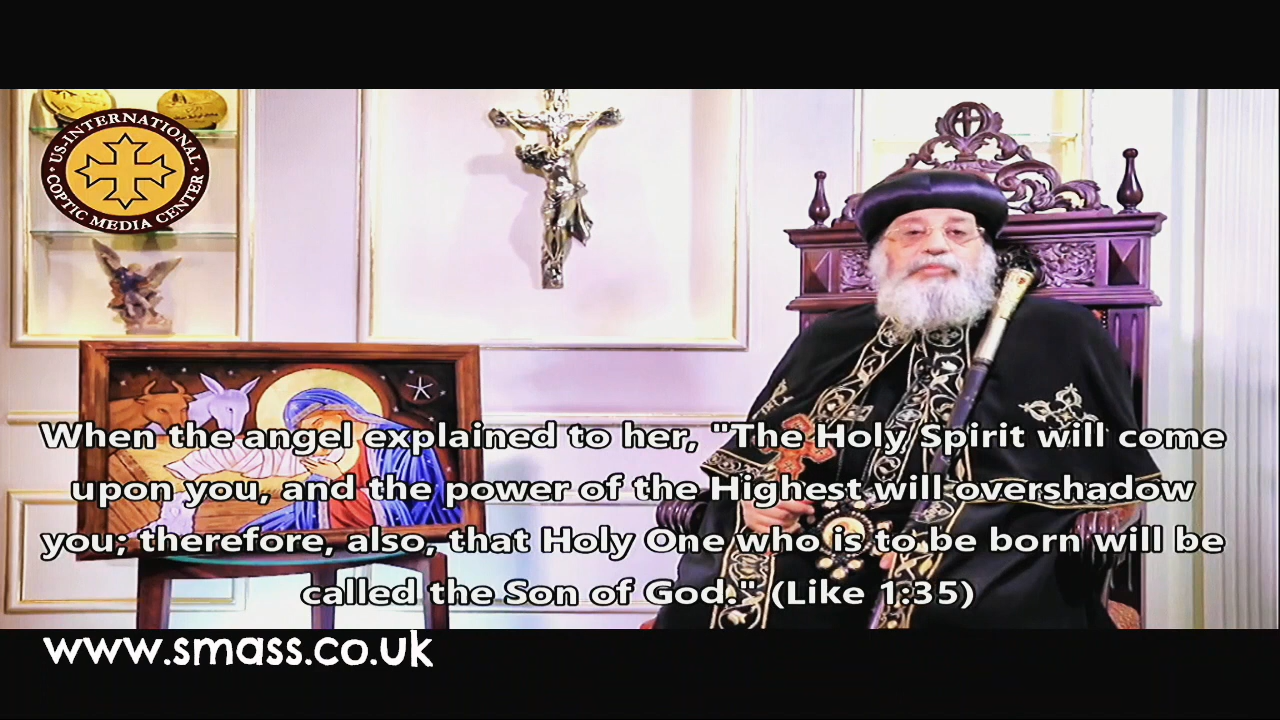 US-INTERNATIONAL
COPTIC MEDIA CENTER
When the angel explained to her, "The Holy Spirit will come
upon you, and the power of the Highest will overshadow
you; therefore, also, that Holy One who is to be born will be
called the Son of God." (Like 1:35)
www.smass.co.uk